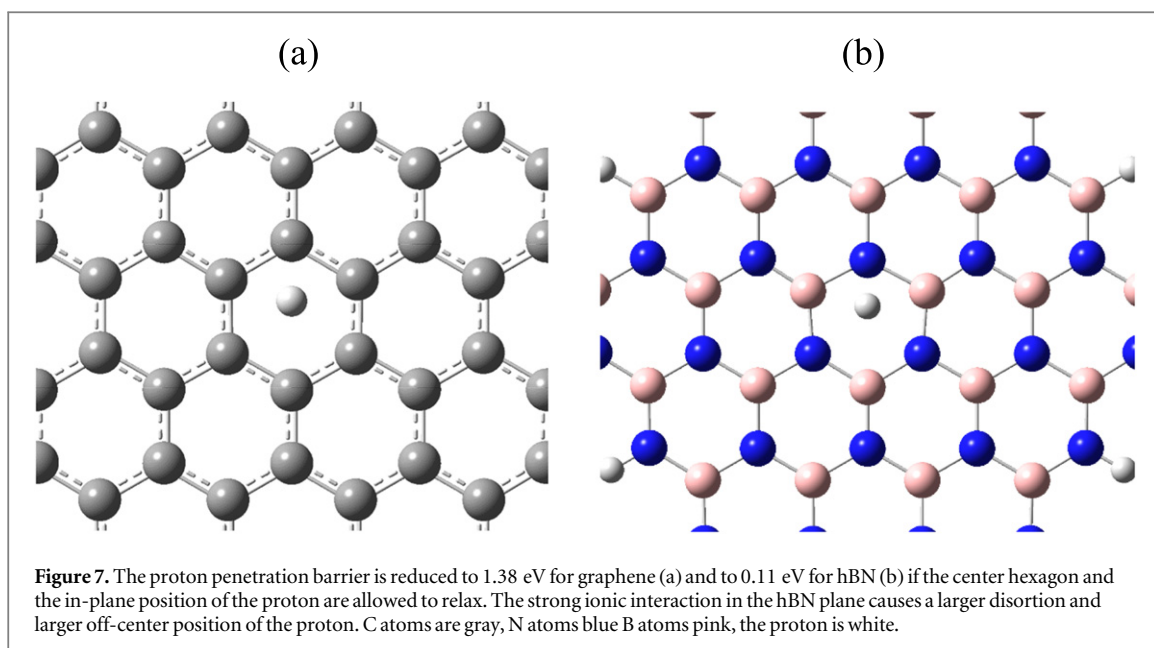 (a)
(b)
Figure 7. The proton penetration barrier is reduced to 1.38 eV for graphene (a) and to 0.11 eV for hBN (b) if the center hexagon and
the in-plane position of the proton are allowed to relax. The strong ionic interaction in the hBN plane causes a larger disortion and
larger off-center position of the proton. C atoms are gray, N atoms blue B atoms pink, the proton is white.